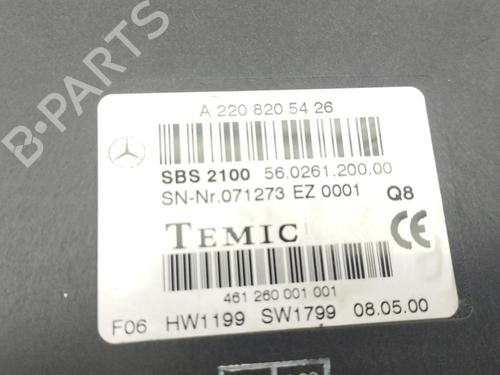 A 220 820 54 26
SBS 2100 56.0261.200.00
SN-Nr.071273 EZ 0001 Q8
TEMIC
CE
461 260 001 001
F06 HW1199 SW1799 08.05.00
B-PARTS